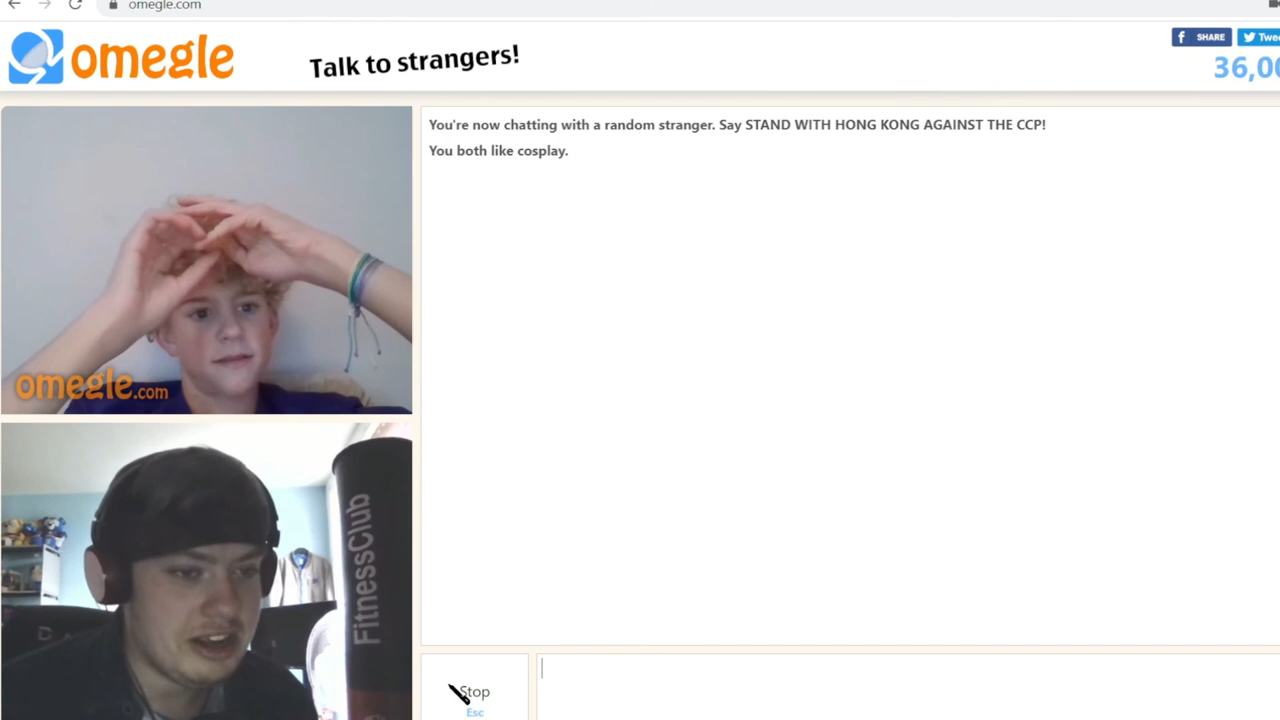 omegle.com
omegle
Talk to strangers!
f SHARE
Twee
36,00
You're now chatting with a random stranger. Say STAND WITH HONG KONG AGAINST THE CCP!
You both like cosplay.
omegle.com
FitnessClub
Stop
Esc